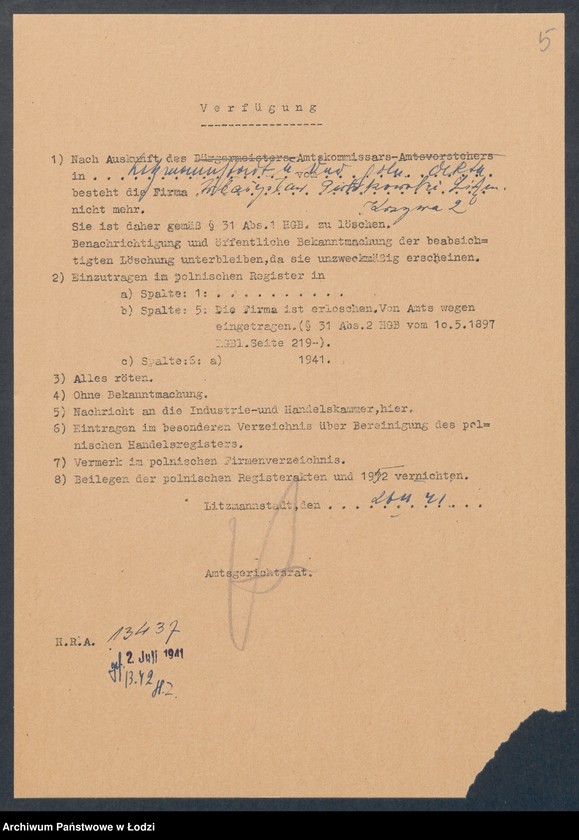 5
Verfügung
1) Nach Auskunft des Bürgermeisters-Amtskommissars-Amtsvorstehers
in . . . Litzmannstadt vom
besteht die Firma
nicht mehr. 2
Sie ist daher gemäß § 31 Abs.1 HGB. zu löschen.
Benachrichtigung und öffentliche Bekanntmachung der beabsich=
tigten Löschung unterbleiben,da sie unzweckmäßig erscheinen.
2) Einzutragen im polnischen Register in
a) Spalte: 1: . . . . . . . . . . .
b) Spalte: 5: Die Firma ist erloschen.Von Amts wegen
eingetragen.(§ 31 Abs.2 HGB vom 10.5.1897
RGBl.Seite 219-).
c) Spalte:6: a) 1941.
3) Alles röten.
4) Ohne Bekanntmachung.
5) Nachricht an die Industrie-und Handelskammer,hier.
6) Eintragen im besonderen Verzeichnis über Bereinigung des pol=
nischen Handelsregisters.
7) Vermerk im polnischen Firmenverzeichnis.
8) Beilegen der polnischen Registerakten und 1952 vernichten.
Litzmannstadt,den . . . 41 . . .
Amtsgerichtsrat.
H.R.A. 13437
gef. 2. Juli 1941
Archiwum Państwowe w Łodzi